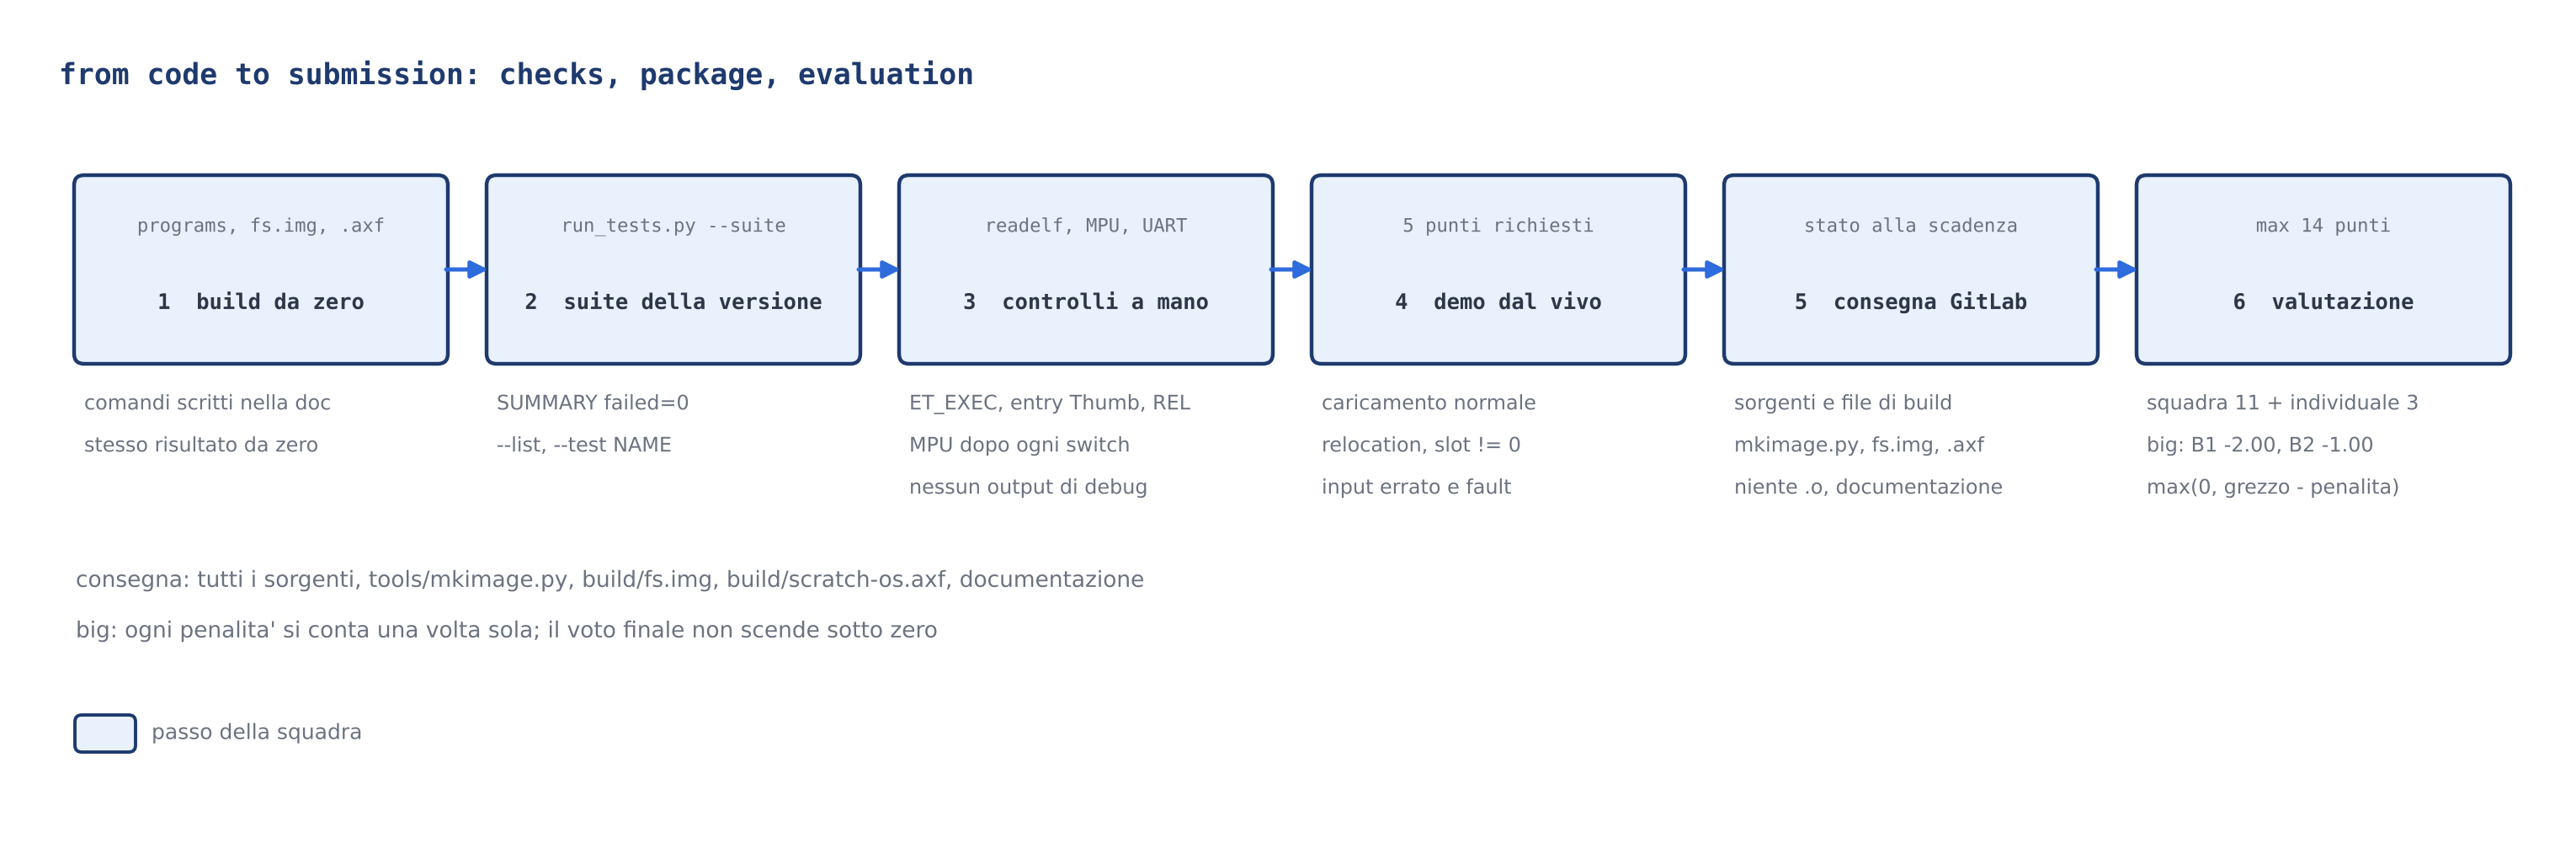 from code to submission: checks, package, evaluation
programs, fs.img, .axf
1 build da zero
comandi scritti nella doc
stesso risultato da zero
run_tests.py --suite
2 suite della versione
SUMMARY failed=0
--list, --test NAME
readelf, MPU, UART
3 controlli a mano
ET_EXEC, entry Thumb, REL
MPU dopo ogni switch
nessun output di debug
5 punti richiesti
4 demo dal vivo
caricamento normale
relocation, slot != 0
input errato e fault
stato alla scadenza
5 consegna GitLab
sorgenti e file di build
mkimage.py, fs.img, .axf
niente .o, documentazione
max 14 punti
6 valutazione
squadra 11 + individuale 3
big: B1 -2.00, B2 -1.00
max(0, grezzo - penalita)
consegna: tutti i sorgenti, tools/mkimage.py, build/fs.img, build/scratch-os.axf, documentazione
big: ogni penalita' si conta una volta sola; il voto finale non scende sotto zero
passo della squadra